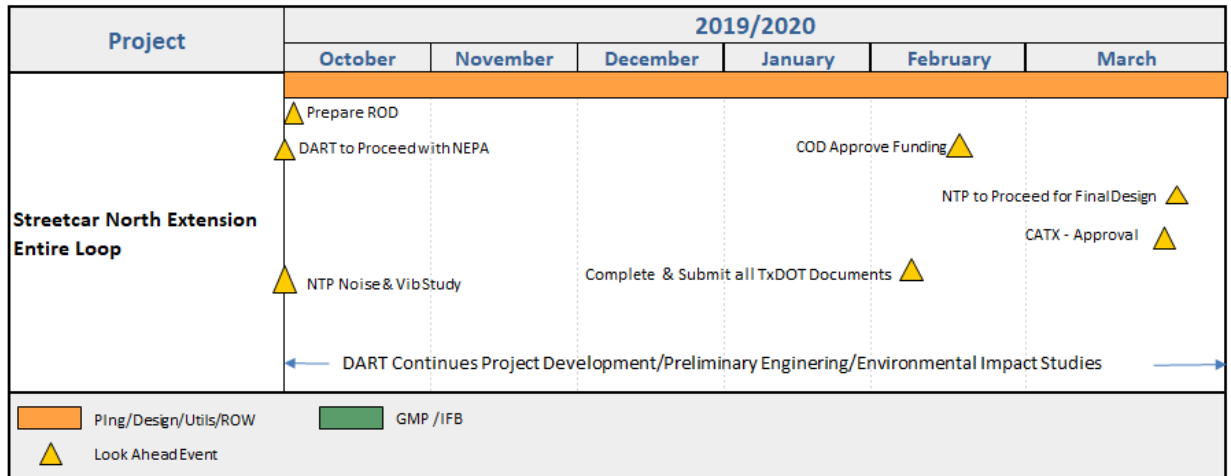 Project
2019/2020
October November December January February March
Prepare ROD
DART to Proceed with NEPA
COD Approve Funding
NTP to Proceed for Final Design
Streetcar North Extension
Entire Loop
CATX - Approval
Complete & Submit all TxDOT Documents
NTP Noise & Vib Study
DART Continues Project Development/Preliminary Enginering/Environmental Impact Studies
Plng/Design/Utils/ROW
GMP /IFB
Look Ahead Event